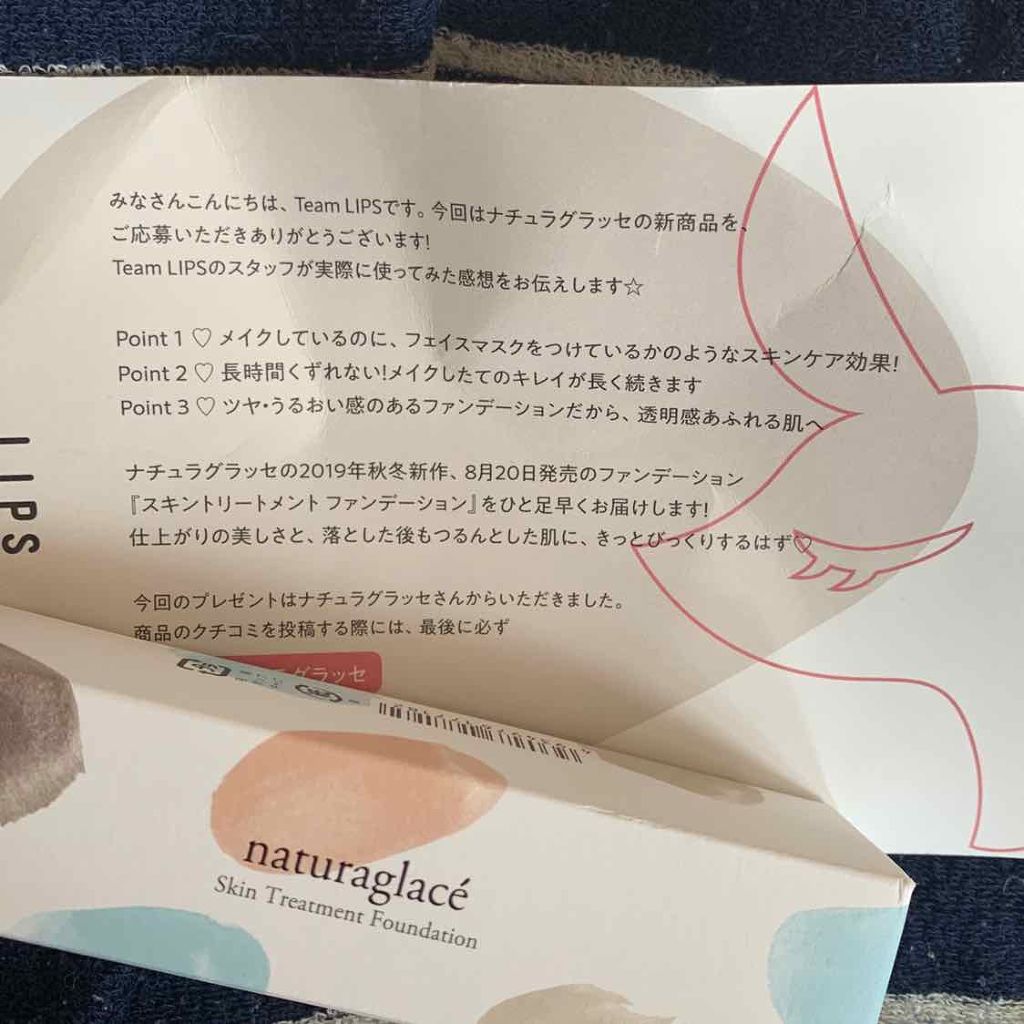 みなさんこんにちは、Team LIPSです。今回はナチュラグラッセの新商品を、
ご応募いただきありがとうございます!
Team LIPSのスタッフが実際に使ってみた感想をお伝えします☆
Point 1 ♡ メイクしているのに、フェイスマスクをつけているかのようなスキンケア効果!
Point 2 ♡ 長時間くずれない!メイクしたてのキレイが長く続きます
Point 3 ♡ ツヤ・うるおい感のあるファンデーションだから、透明感あふれる肌へ
ナチュラグラッセの2019年秋冬新作、8月20日発売のファンデーション
『スキントリートメント ファンデーション』をひと足早くお届けします!
仕上がりの美しさと、落とした後もつるんとした肌に、きっとびっくりするはず♡
今回のプレゼントはナチュラグラッセさんからいただきました。
商品のクチコミを投稿する際には、最後に必ず
グラッセ
LIPS
naturaglacé
Skin Treatment Foundation